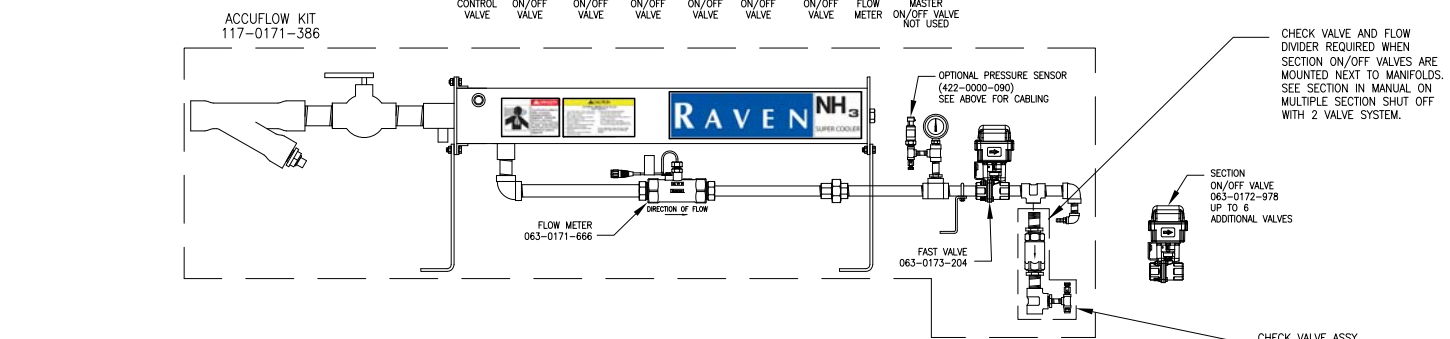 CONTROL VALVE
ON/OFF VALVE
ON/OFF VALVE
ON/OFF VALVE
ON/OFF VALVE
ON/OFF VALVE
ON/OFF VALVE
FLOW METER
MASTER
ON/OFF VALVE
NOT USED
ACCUFLOW KIT
117-0171-386
CHECK VALVE AND FLOW
DIVIDER REQUIRED WHEN
SECTION ON/OFF VALVES ARE
MOUNTED NEXT TO MANIFOLDS.
SEE SECTION IN MANUAL ON
MULTIPLE SECTION SHUT OFF
WITH 2 VALVE SYSTEM.
OPTIONAL PRESSURE SENSOR
(422-0000-090)
SEE ABOVE FOR CABLING
RAVEN
NH3
SUPER COOLER
SECTION
ON/OFF VALVE
063-0172-978
UP TO 6
ADDITIONAL VALVES
DIRECTION OF FLOW
FLOW METER
063-0171-666
FAST VALVE
063-0173-204
CHECK VALVE ASSY